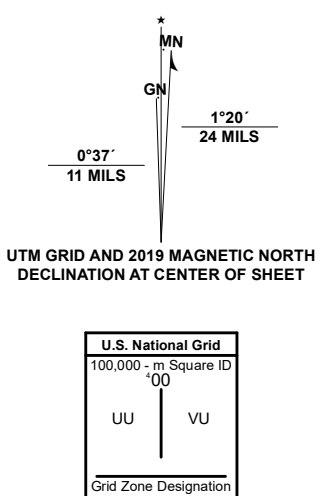 ★
MN
GN
1°20´
24 MILS
0°37´
11 MILS
UTM GRID AND 2019 MAGNETIC NORTH
DECLINATION AT CENTER OF SHEET
U.S. National Grid
100,000 - m Square ID
⁴00
UU VU
Grid Zone Designation